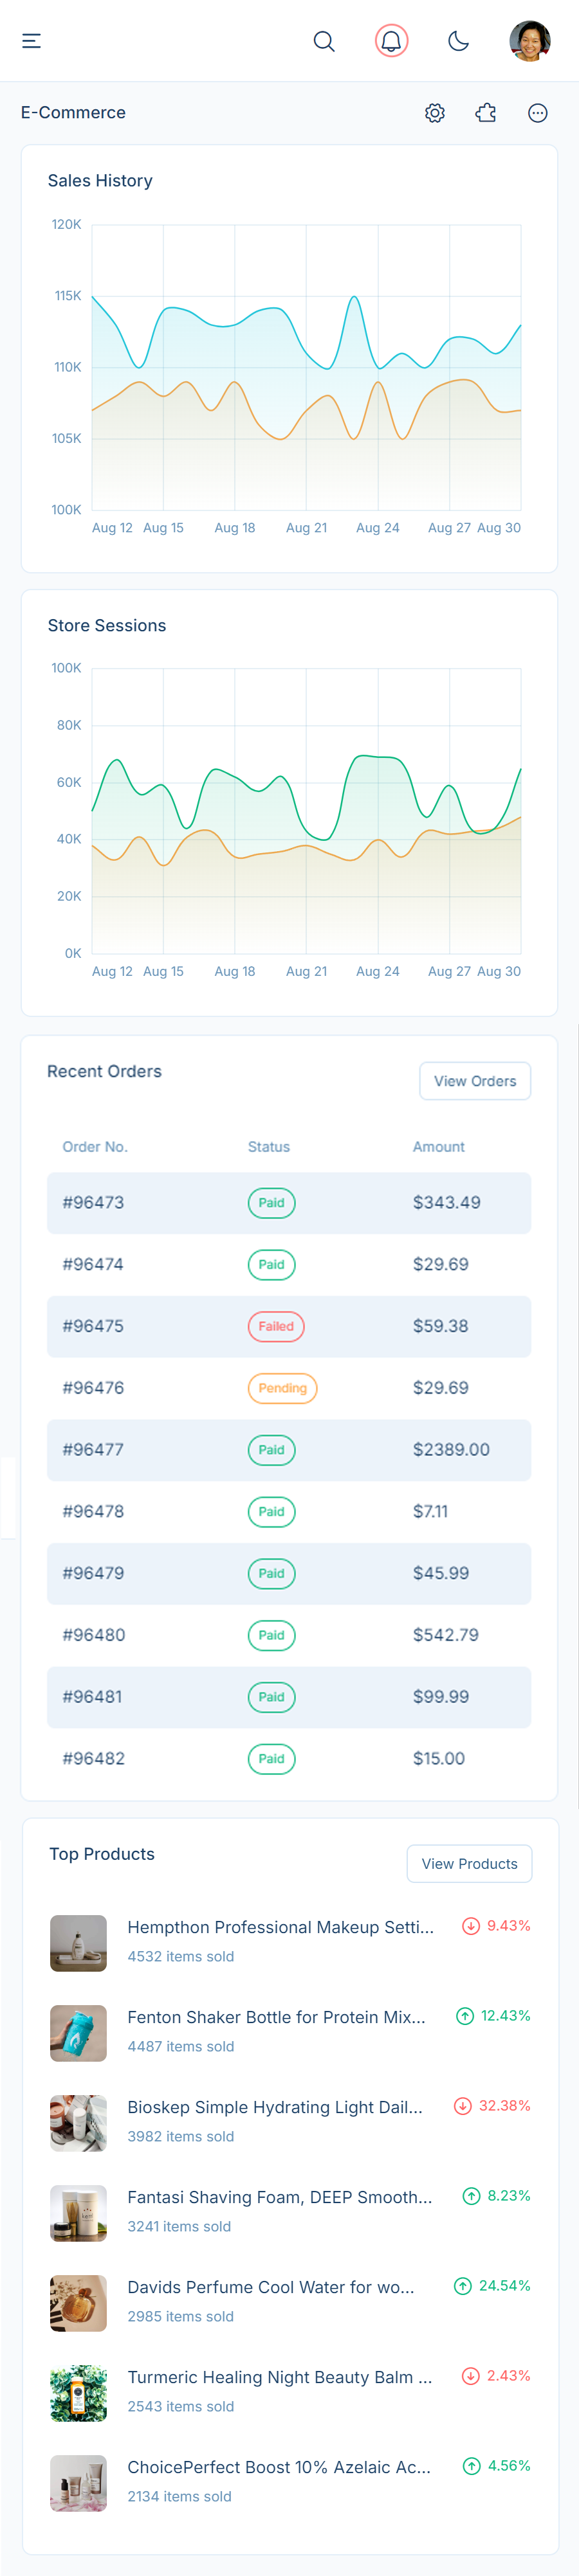 E-Commerce
Sales History
120K
115K
110K
105K
100K
Aug 12 Aug 15 Aug 18 Aug 21 Aug 24 Aug 27 Aug 30
Store Sessions
100K
80K
60K
40K
20K
0K
Aug 12 Aug 15 Aug 18 Aug 21 Aug 24 Aug 27 Aug 30
Recent Orders View Orders
Order No. Status Amount
#96473 Paid $343.49
#96474 Paid $29.69
#96475 Failed $59.38
#96476 Pending $29.69
#96477 Paid $2389.00
#96478 Paid $7.11
#96479 Paid $45.99
#96480 Paid $542.79
#96481 Paid $99.99
#96482 Paid $15.00
Top Products View Products
Hempthon Professional Makeup Setti... 9.43%
4532 items sold
Fenton Shaker Bottle for Protein Mix... 12.43%
4487 items sold
Bioskep Simple Hydrating Light Dail... 32.38%
3982 items sold
Fantasi Shaving Foam, DEEP Smooth... 8.23%
3241 items sold
Davids Perfume Cool Water for wo... 24.54%
2985 items sold
Turmeric Healing Night Beauty Balm ... 2.43%
2543 items sold
ChoicePerfect Boost 10% Azelaic Ac... 4.56%
2134 items sold